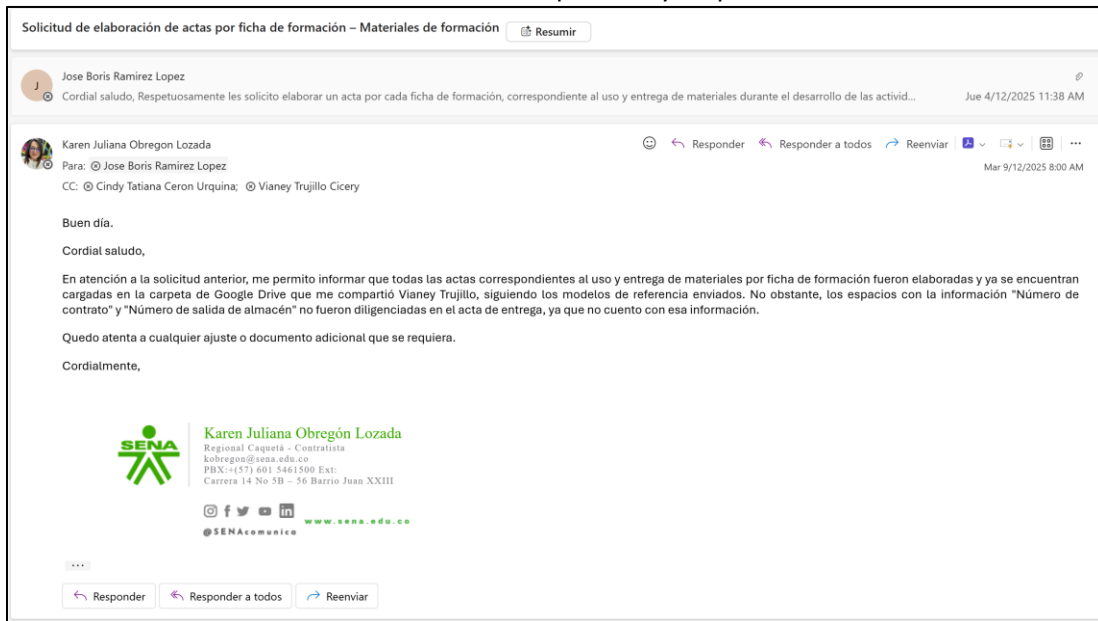 Solicitud de elaboración de actas por ficha de formación – Materiales de formación
Resumir
J
Jose Boris Ramirez Lopez
Cordial saludo, Respetuosamente les solicito elaborar un acta por cada ficha de formación, correspondiente al uso y entrega de materiales durante el desarrollo de las activid...
Jue 4/12/2025 11:38 AM
Karen Juliana Obregon Lozada
Responder
Responder a todos
Reenviar
Para: Jose Boris Ramirez Lopez
Mar 9/12/2025 8:00 AM
CC: Cindy Tatiana Ceron Urquina; Vianey Trujillo Cicery
Buen día.
Cordial saludo,
En atención a la solicitud anterior, me permito informar que todas las actas correspondientes al uso y entrega de materiales por ficha de formación fueron elaboradas y ya se encuentran
cargadas en la carpeta de Google Drive que me compartió Vianey Trujillo, siguiendo los modelos de referencia enviados. No obstante, los espacios con la información "Número de
contrato" y "Número de salida de almacén" no fueron diligenciadas en el acta de entrega, ya que no cuento con esa información.
Quedo atenta a cualquier ajuste o documento adicional que se requiera.
Cordialmente,
SENA
Karen Juliana Obregón Lozada
Regional Caquetá - Contratista
kobregon@sena.edu.co
PBX:+(57) 601 5461500 Ext:
Carrera 14 No 5B – 56 Barrio Juan XXIII
@SENAcomunica
www.sena.edu.co
...
Responder
Responder a todos
Reenviar